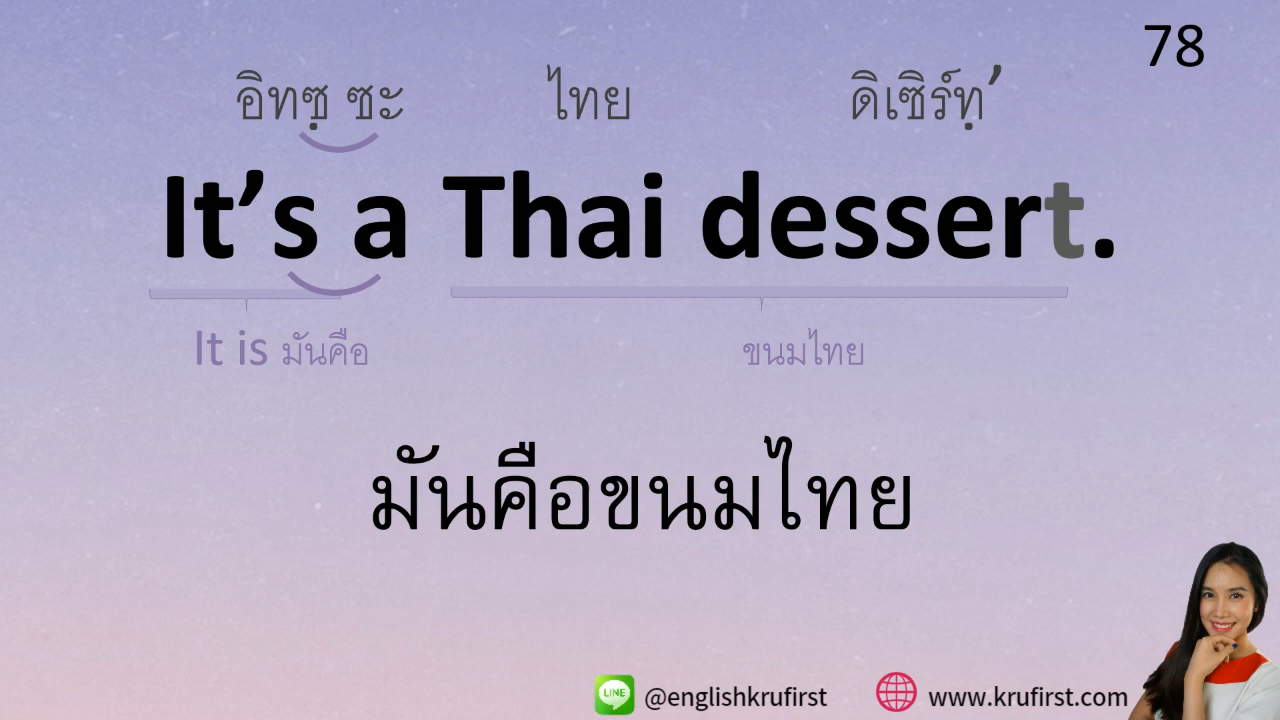 78
อิทซฺ ซะ ไทย ดิเซิร์ทฺ’
It’s a Thai dessert.
It is มันคือ ขนมไทย
มันคือขนมไทย
LINE @englishkrufirst www.krufirst.com